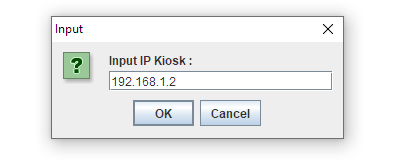 Input
Input IP Kiosk :
192.168.1.2
OK Cancel